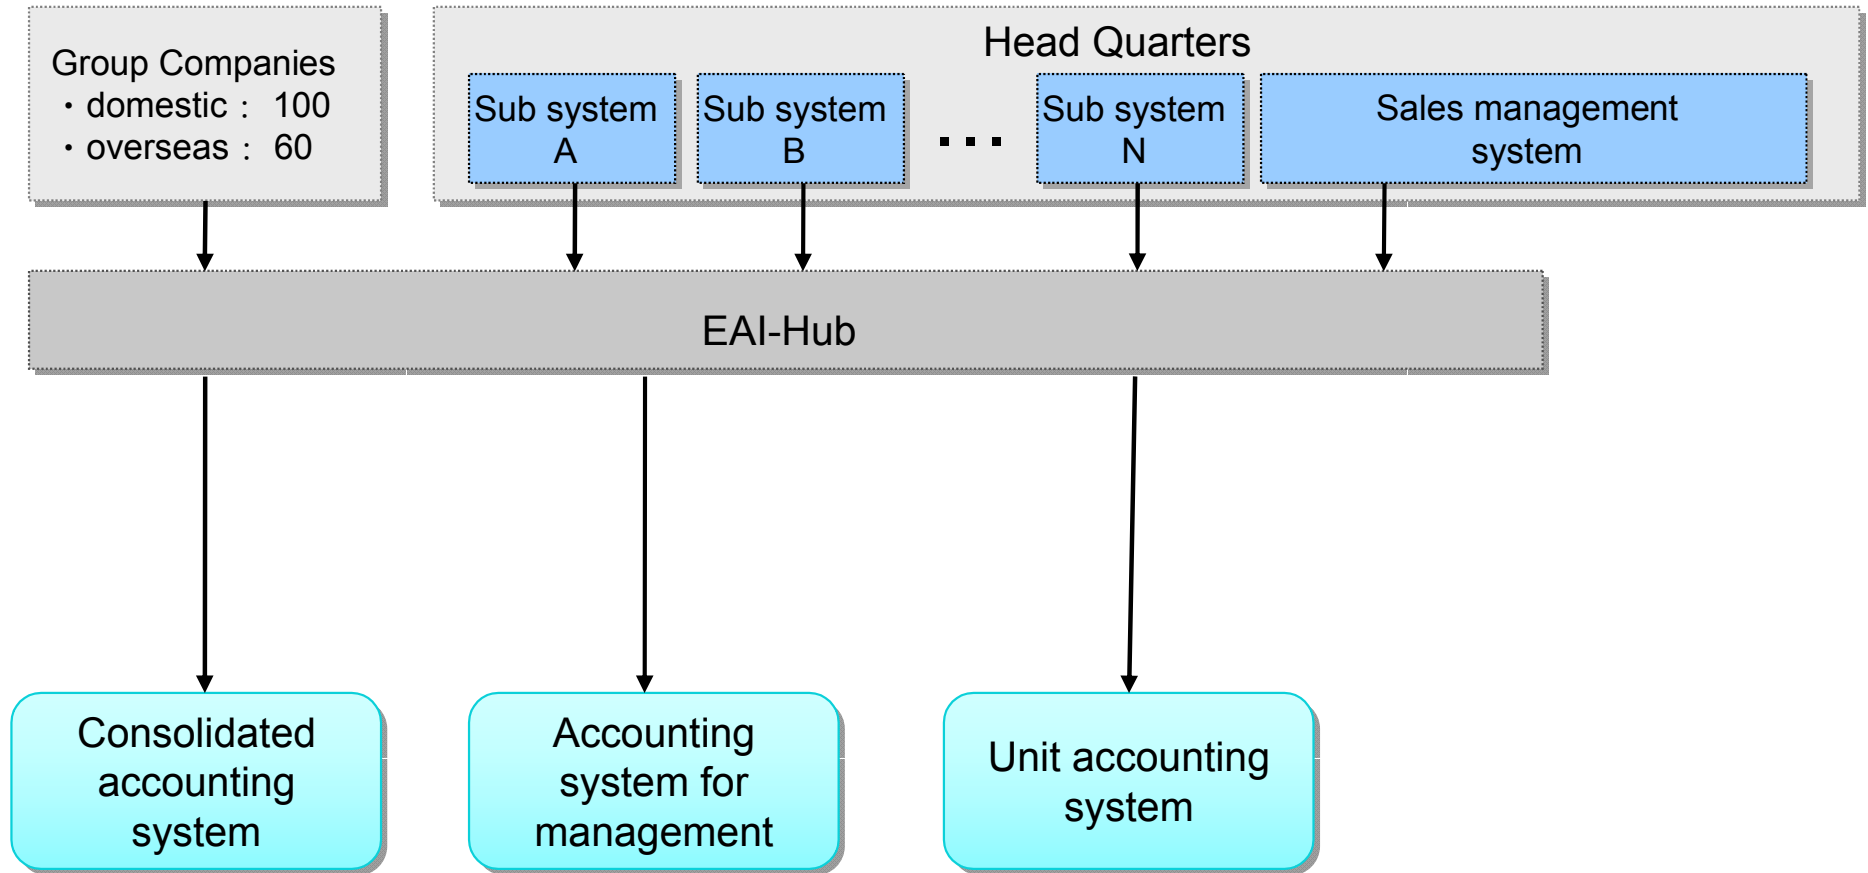 Group Companies
・domestic： 100
・overseas： 60
Head Quarters
Sub system
A
Sub system
B
...
Sub system
N
Sales management
system
EAI-Hub
Consolidated
accounting
system
Accounting
system for
management
Unit accounting
system